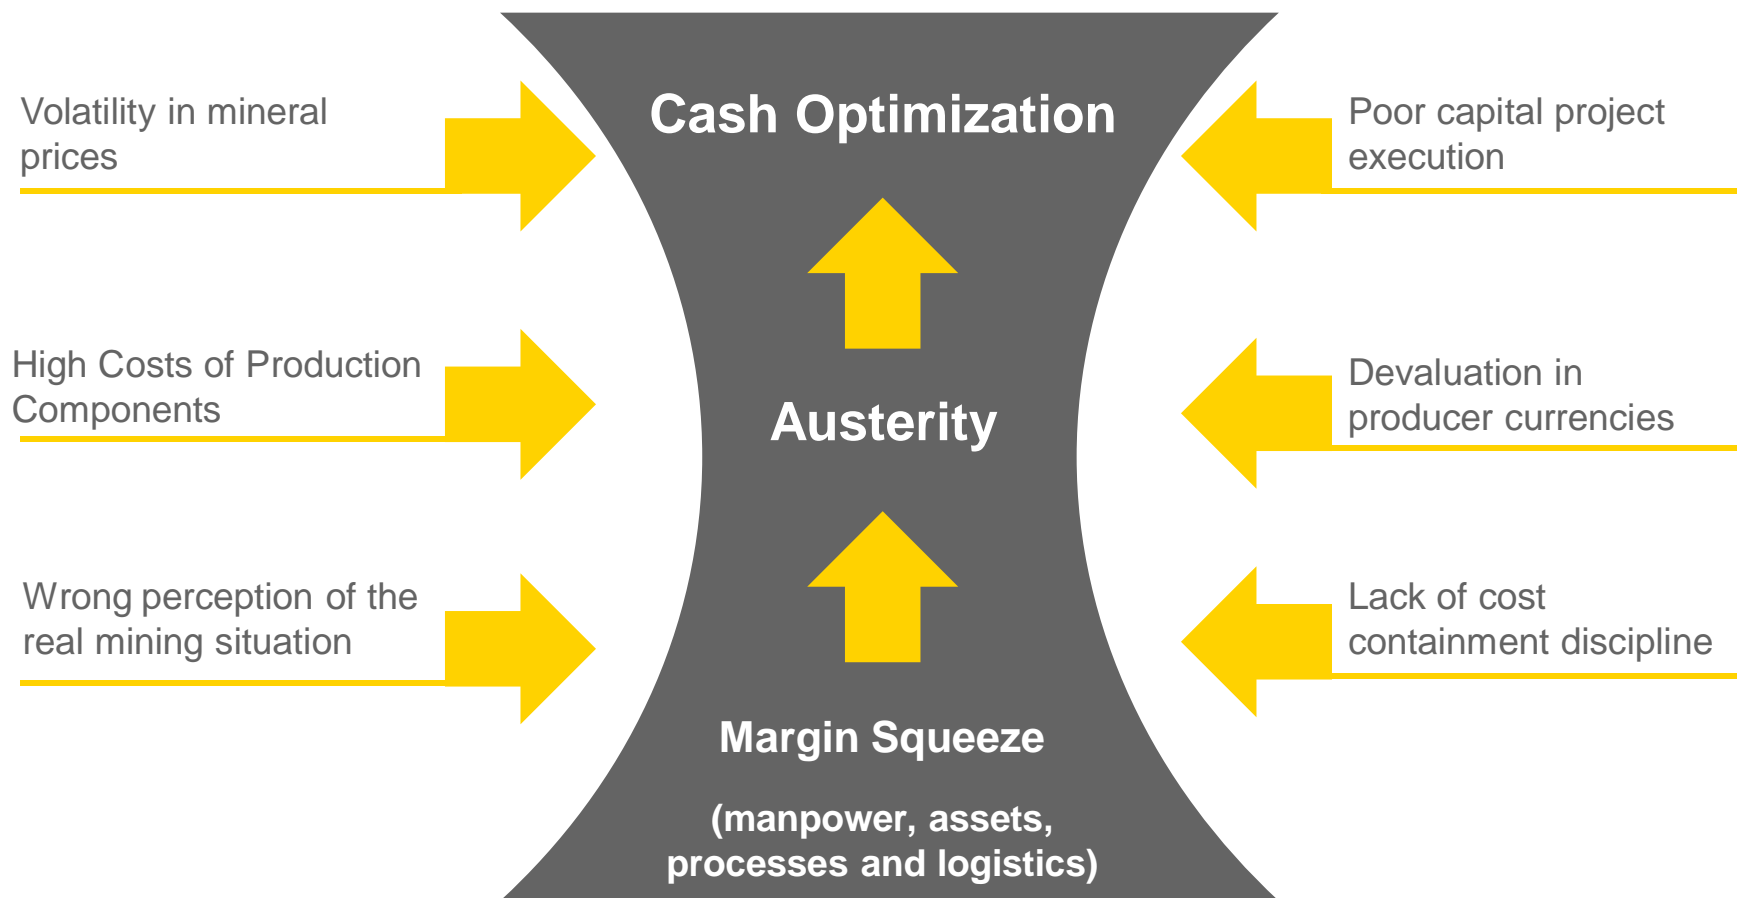 Volatility in mineral
prices
High Costs of Production
Components
Wrong perception of the
real mining situation
Cash Optimization
Austerity
Margin Squeeze
(manpower, assets,
processes and logistics)
Poor capital project
execution
Devaluation in
producer currencies
Lack of cost
containment discipline